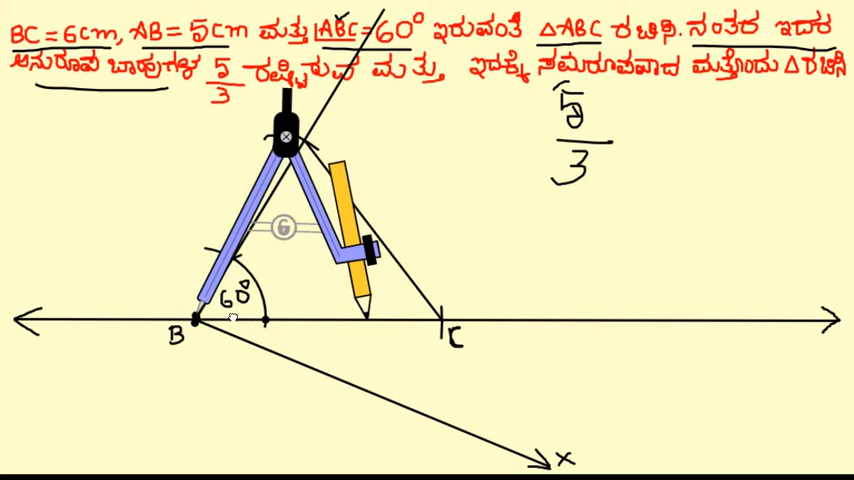 BC = 6cm, AB = 5cm ಮತ್ತು ∠ABC = 60° ಇರುವಂತೆ △ABC ರಚಿಸಿ. ನಂತರ ಇದರ
ಅನುರೂಪ ಬಾಹುಗಳ 5/3 ರಷ್ಟಿರುವ ಮತ್ತು ಇದಕ್ಕೆ ಸಮರೂಪವಾದ ಮತ್ತೊಂದು △ ರಚಿಸಿ
5/3
6
60°
B
C
X